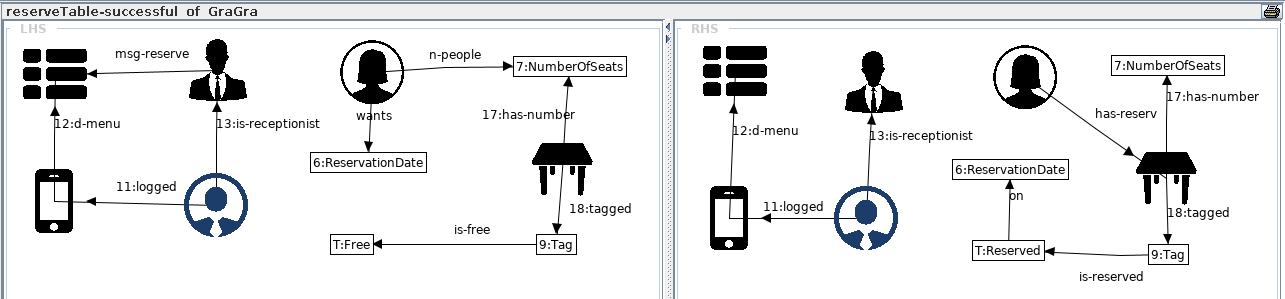 reserveTable-successful of GraGra
LHS
msg-reserve
n-people
7:NumberOfSeats
17:has-number
12:d-menu
13:is-receptionist
wants
6:ReservationDate
11:logged
18:tagged
is-free
T:Free
9:Tag
RHS
7:NumberOfSeats
17:has-number
has-reserv
12:d-menu
13:is-receptionist
6:ReservationDate
on
11:logged
18:tagged
T:Reserved
9:Tag
is-reserved